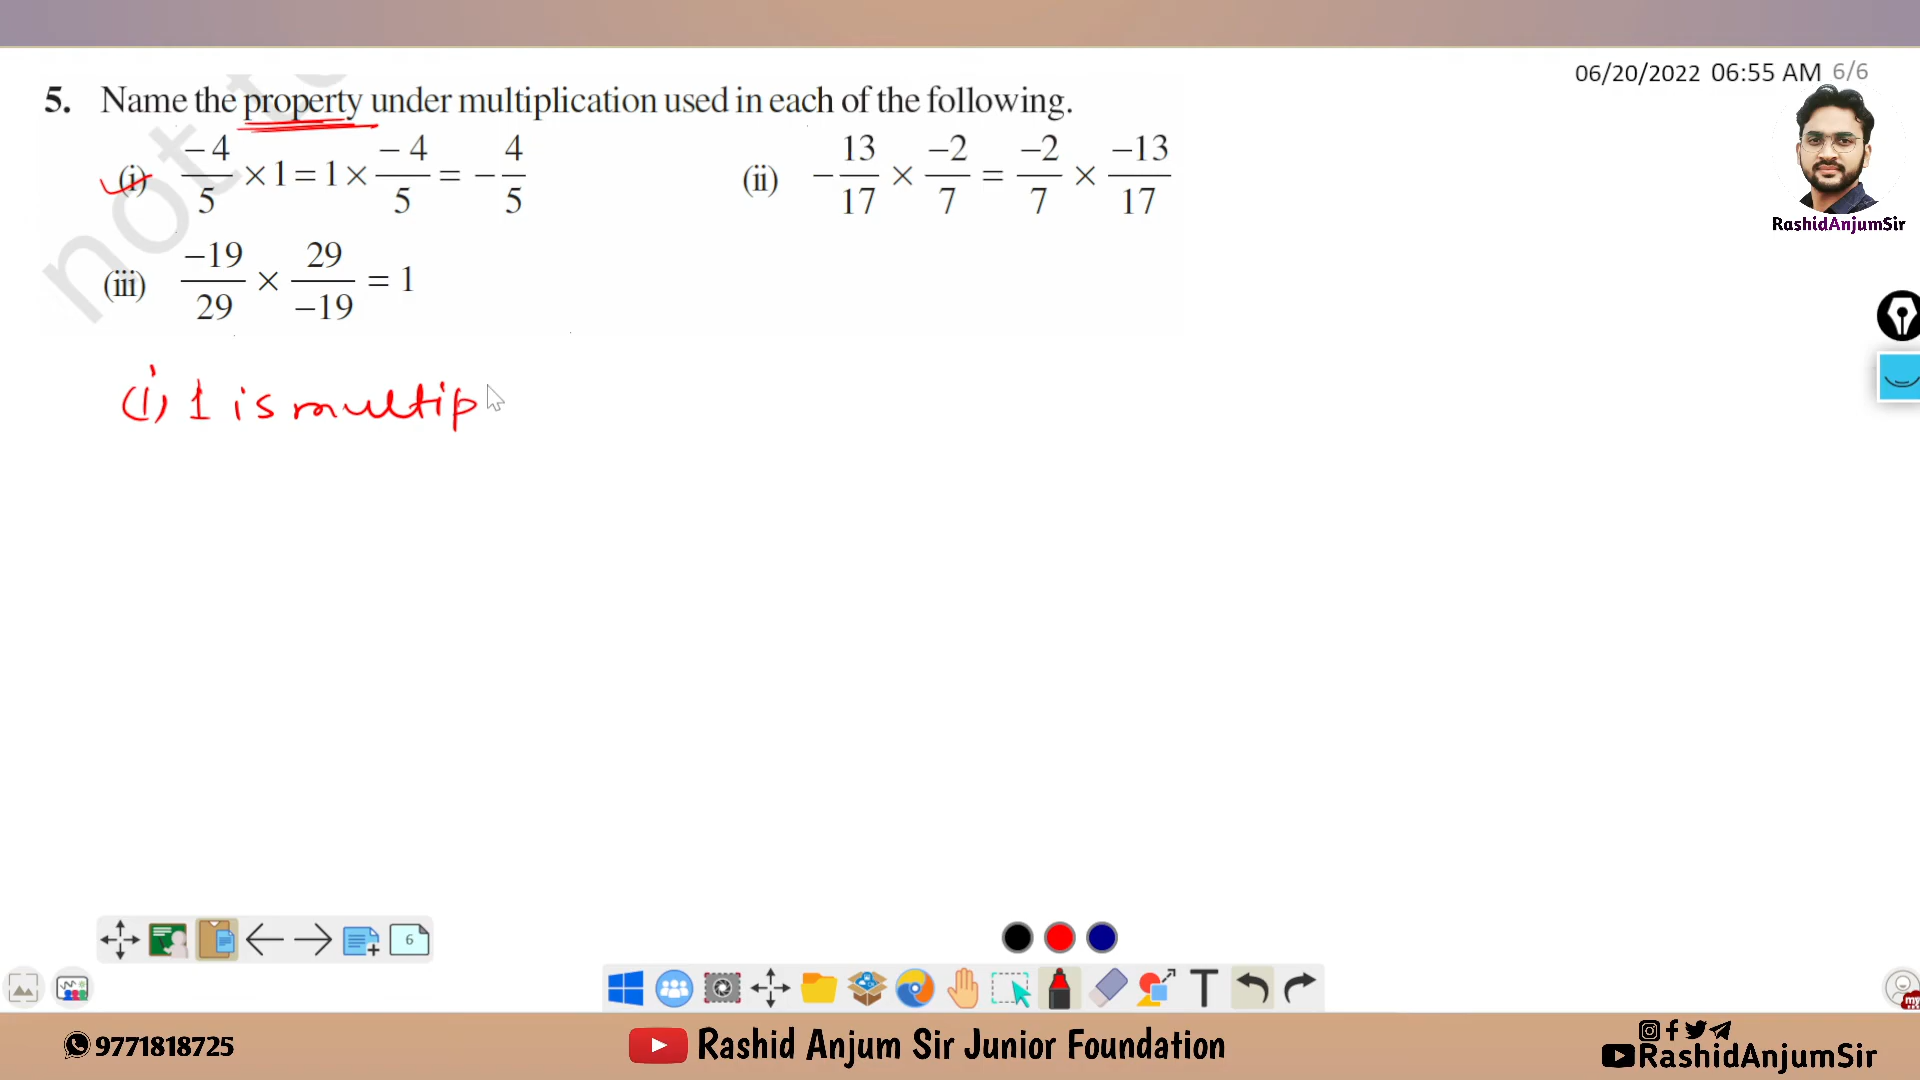 06/20/2022 06:55 AM 6/6
5. Name the property under multiplication used in each of the following.
(i) -4/5 × 1 = 1 × -4/5 = -4/5
(ii) -13/17 × -2/7 = -2/7 × -13/17
(iii) -19/29 × 29/-19 = 1
not t
RashidAnjumSir
(i) 1 is multip
6
T
9771818725
Rashid Anjum Sir Junior Foundation
RashidAnjumSir